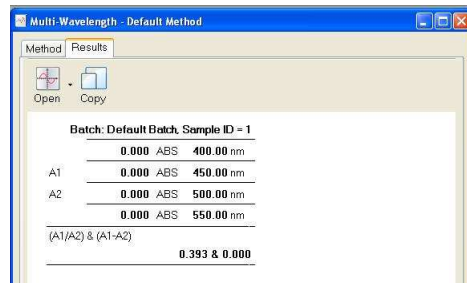 Multi-Wavelength - Default Method
Method Results
Open Copy
Batch: Default Batch, Sample ID = 1
0.000 ABS 400.00 nm
A1 0.000 ABS 450.00 nm
A2 0.000 ABS 500.00 nm
0.000 ABS 550.00 nm
(A1/A2) & (A1-A2)
0.393 & 0.000